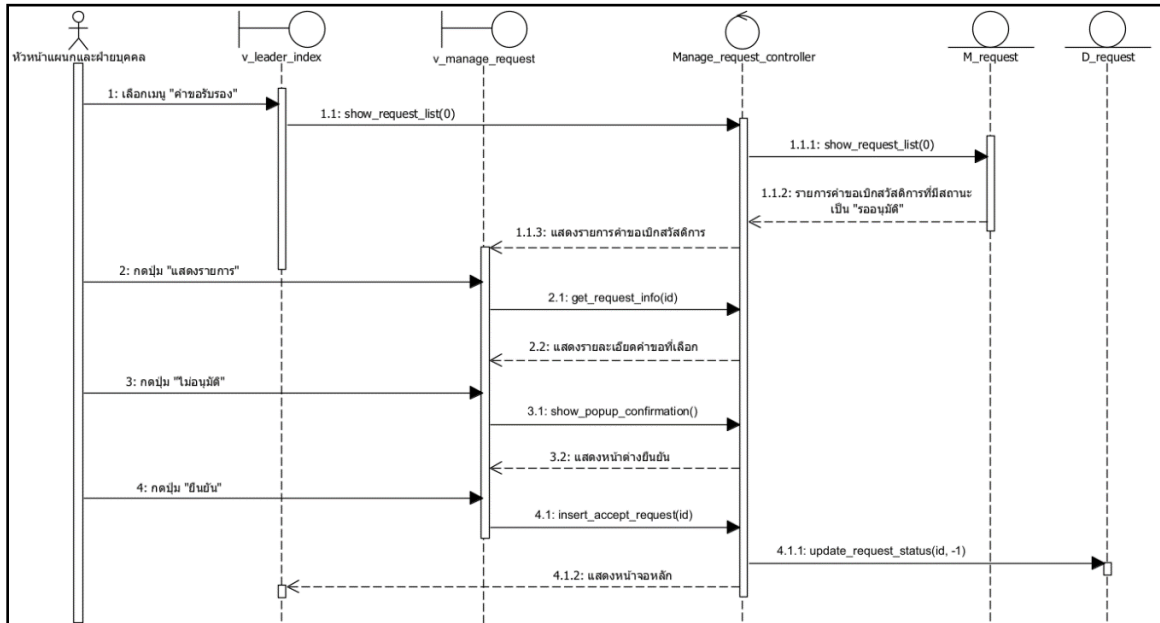 หัวหน้าแผนกและฝ่ายบุคคล
v_leader_index
v_manage_request
Manage_request_controller
M_request
D_request
1: เลือกเมนู "คำขอรับรอง"
1.1: show_request_list(0)
1.1.1: show_request_list(0)
1.1.2: รายการคำขอเบิกสวัสดิการที่มีสถานะ
เป็น "รออนุมัติ"
1.1.3: แสดงรายการคำขอเบิกสวัสดิการ
2: กดปุ่ม "แสดงรายการ"
2.1: get_request_info(id)
2.2: แสดงรายละเอียดคำขอที่เลือก
3: กดปุ่ม "ไม่อนุมัติ"
3.1: show_popup_confirmation()
3.2: แสดงหน้าต่างยืนยัน
4: กดปุ่ม "ยืนยัน"
4.1: insert_accept_request(id)
4.1.1: update_request_status(id, -1)
4.1.2: แสดงหน้าจอหลัก